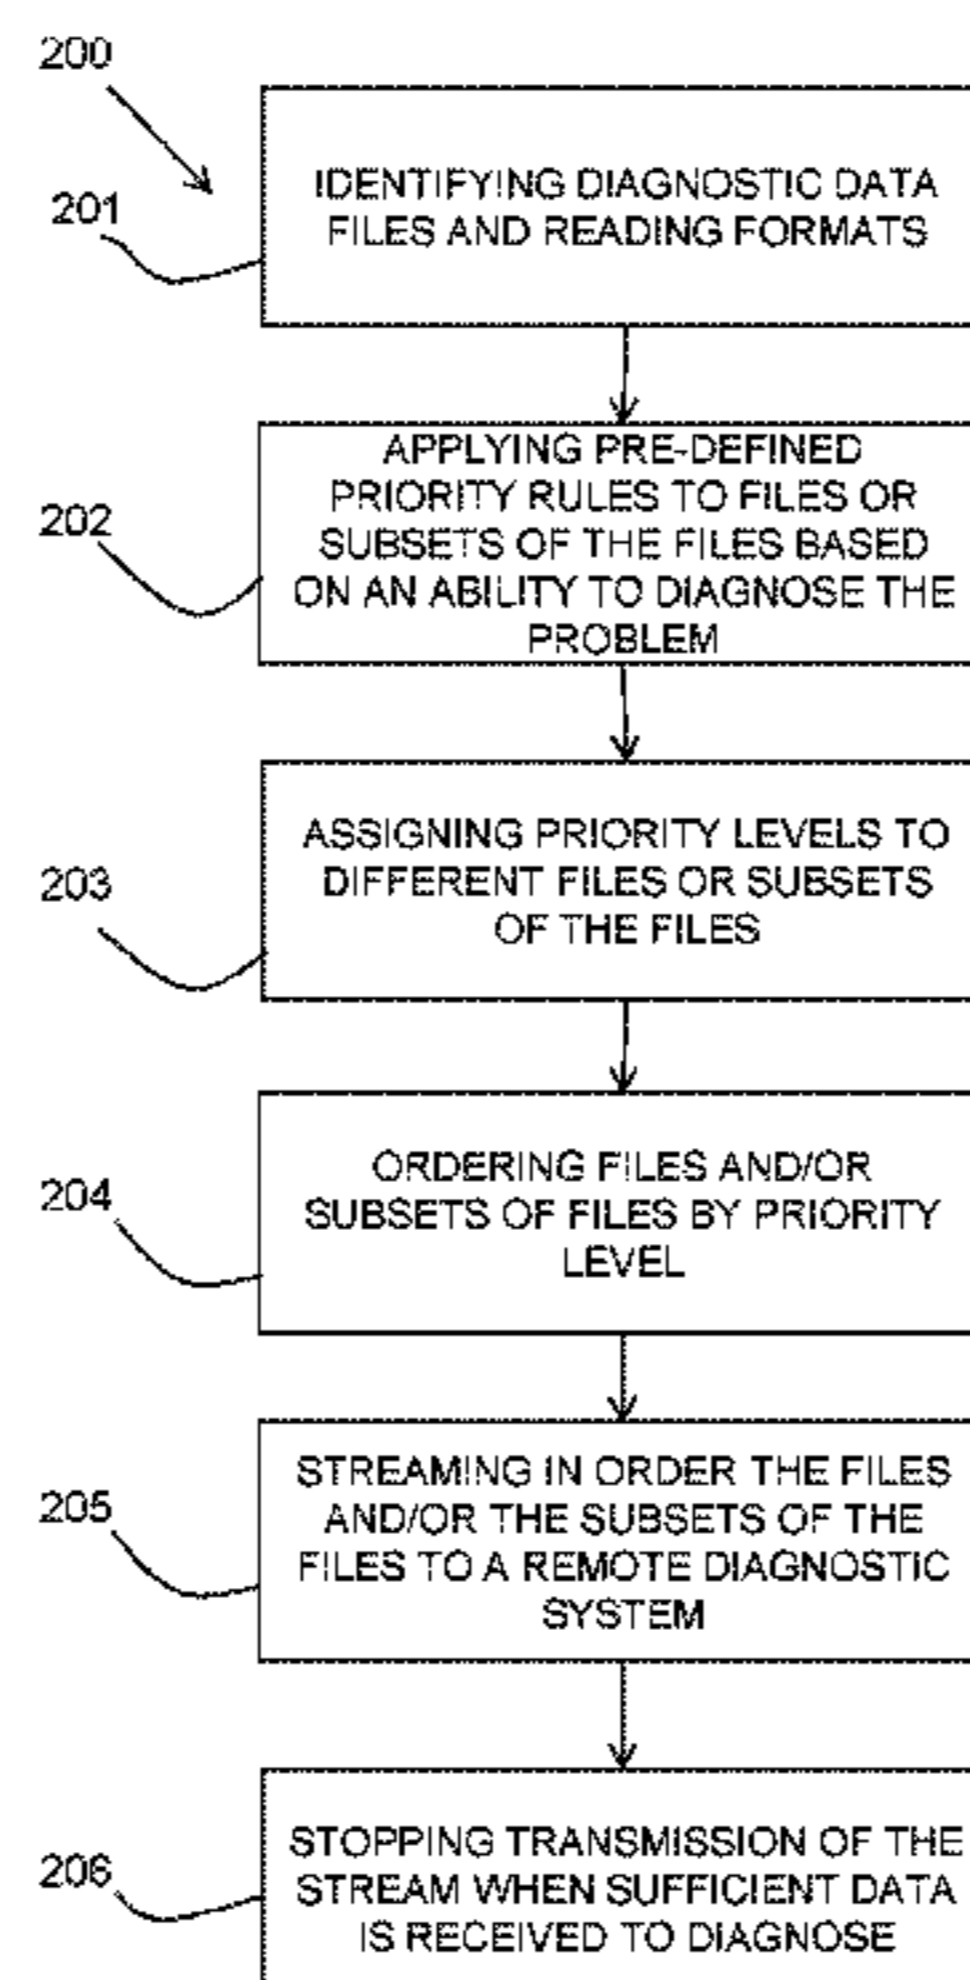 200
201
IDENTIFYING DIAGNOSTIC DATA
FILES AND READING FORMATS
202
APPLYING PRE-DEFINED
PRIORITY RULES TO FILES OR
SUBSETS OF THE FILES BASED
ON AN ABILITY TO DIAGNOSE THE
PROBLEM
203
ASSIGNING PRIORITY LEVELS TO
DIFFERENT FILES OR SUBSETS
OF THE FILES
204
ORDERING FILES AND/OR
SUBSETS OF FILES BY PRIORITY
LEVEL
205
STREAMING IN ORDER THE FILES
AND/OR THE SUBSETS OF THE
FILES TO A REMOTE DIAGNOSTIC
SYSTEM
206
STOPPING TRANSMISSION OF THE
STREAM WHEN SUFFICIENT DATA
IS RECEIVED TO DIAGNOSE